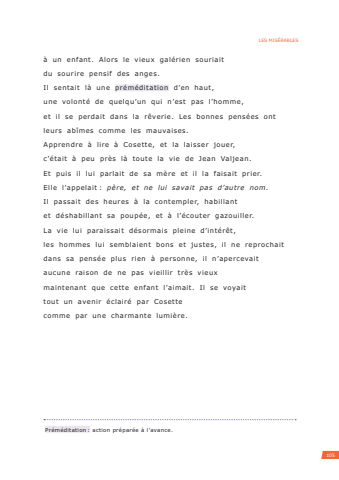 LES MISÉRABLES
à un enfant. Alors le vieux galérien souriait
du sourire pensif des anges.
Il sentait là une préméditation d'en haut,
une volonté de quelqu'un qui n'est pas l'homme,
et il se perdait dans la rêverie. Les bonnes pensées ont
leurs abîmes comme les mauvaises.
Apprendre à lire à Cosette, et la laisser jouer,
c'était à peu près là toute la vie de Jean Valjean.
Et puis il lui parlait de sa mère et il la faisait prier.
Elle l'appelait : père, et ne lui savait pas d'autre nom.
Il passait des heures à la contempler, habillant
et déshabillant sa poupée, et à l'écouter gazouiller.
La vie lui paraissait désormais pleine d'intérêt,
les hommes lui semblaient bons et justes, il ne reprochait
dans sa pensée plus rien à personne, il n'apercevait
aucune raison de ne pas vieillir très vieux
maintenant que cette enfant l'aimait. Il se voyait
tout un avenir éclairé par Cosette
comme par une charmante lumière.
Préméditation : action préparée à l'avance.
105